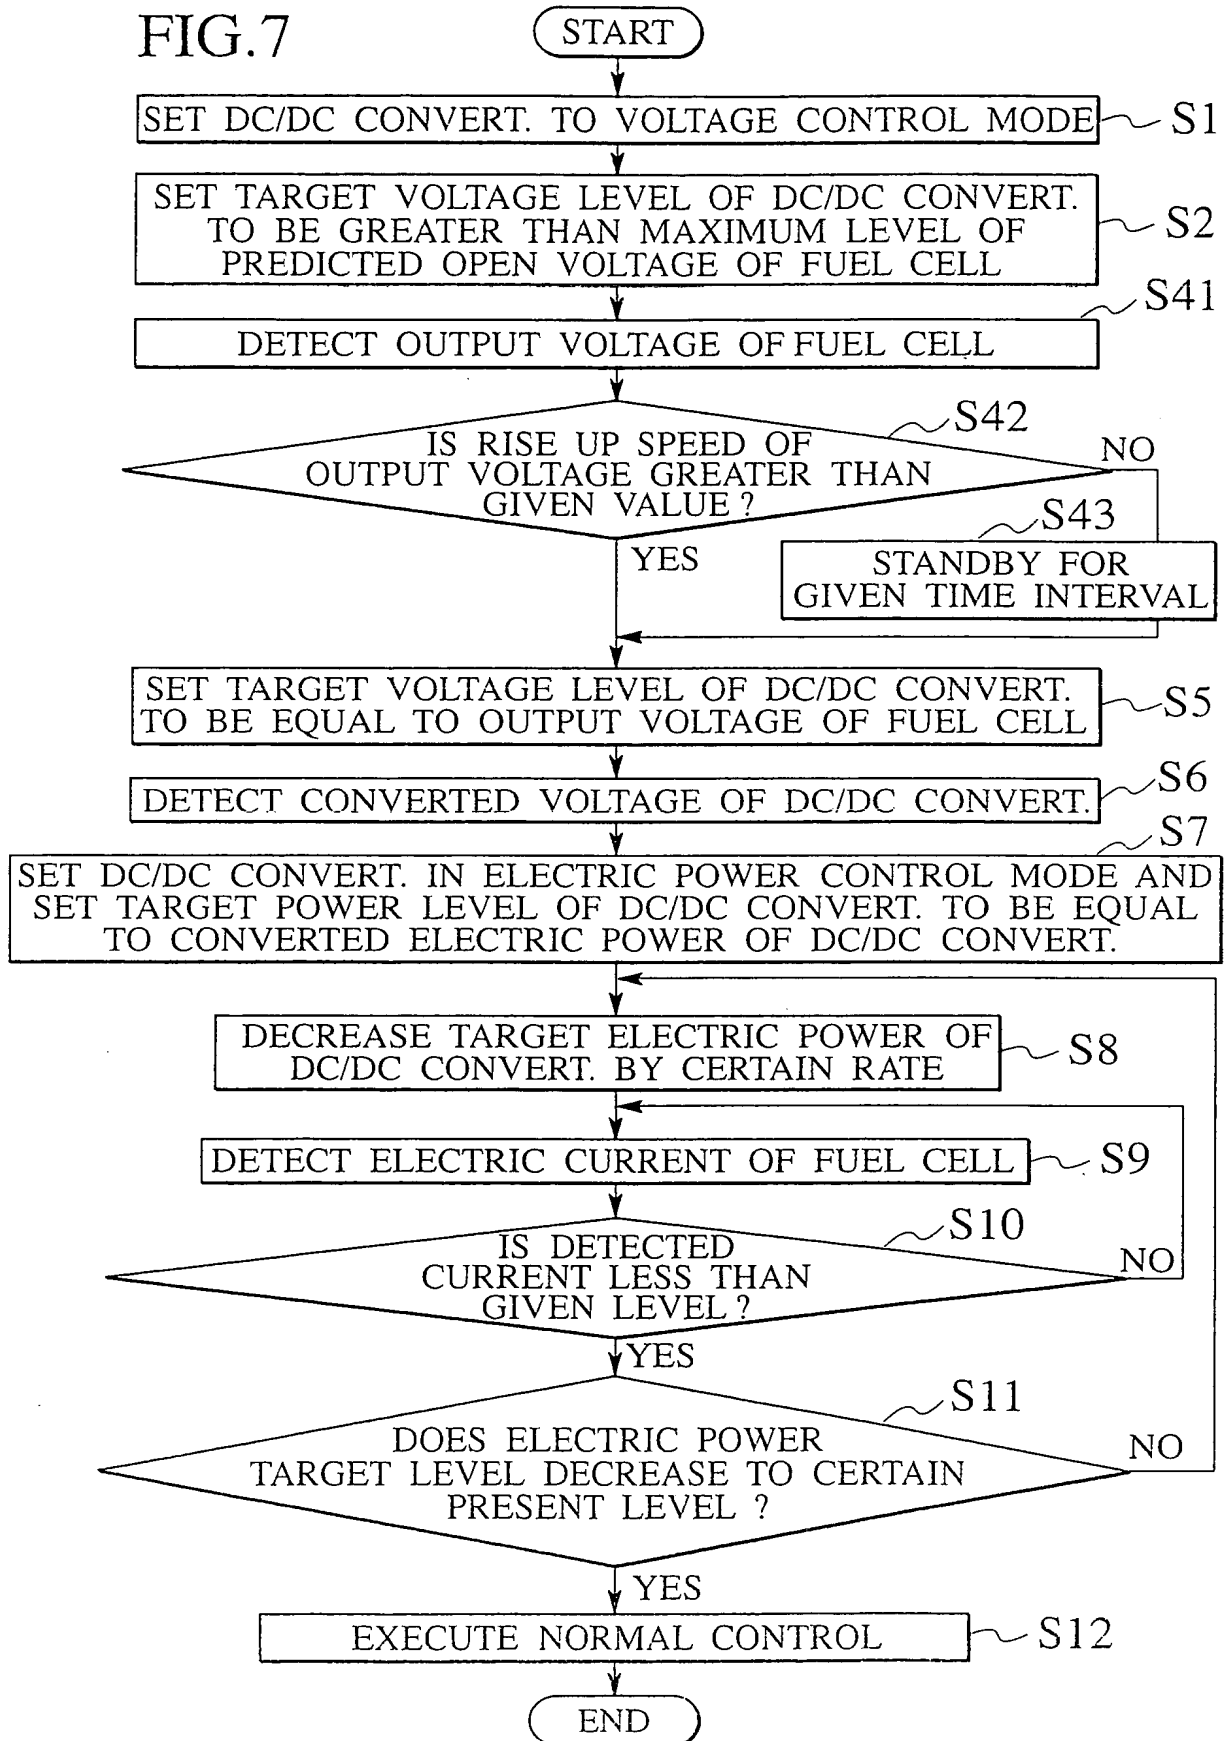 FIG.7
START
SET DC/DC CONVERT. TO VOLTAGE CONTROL MODE
S1
SET TARGET VOLTAGE LEVEL OF DC/DC CONVERT.
TO BE GREATER THAN MAXIMUM LEVEL OF
PREDICTED OPEN VOLTAGE OF FUEL CELL
S2
S41
DETECT OUTPUT VOLTAGE OF FUEL CELL
S42
IS RISE UP SPEED OF
OUTPUT VOLTAGE GREATER THAN
GIVEN VALUE?
NO
YES
S43
STANDBY FOR
GIVEN TIME INTERVAL
SET TARGET VOLTAGE LEVEL OF DC/DC CONVERT.
TO BE EQUAL TO OUTPUT VOLTAGE OF FUEL CELL
S5
DETECT CONVERTED VOLTAGE OF DC/DC CONVERT.
S6
S7
SET DC/DC CONVERT. IN ELECTRIC POWER CONTROL MODE AND
SET TARGET POWER LEVEL OF DC/DC CONVERT. TO BE EQUAL
TO CONVERTED ELECTRIC POWER OF DC/DC CONVERT.
DECREASE TARGET ELECTRIC POWER OF
DC/DC CONVERT. BY CERTAIN RATE
S8
DETECT ELECTRIC CURRENT OF FUEL CELL
S9
S10
IS DETECTED
CURRENT LESS THAN
GIVEN LEVEL?
NO
YES
S11
DOES ELECTRIC POWER
TARGET LEVEL DECREASE TO CERTAIN
PRESENT LEVEL ?
NO
YES
EXECUTE NORMAL CONTROL
S12
END